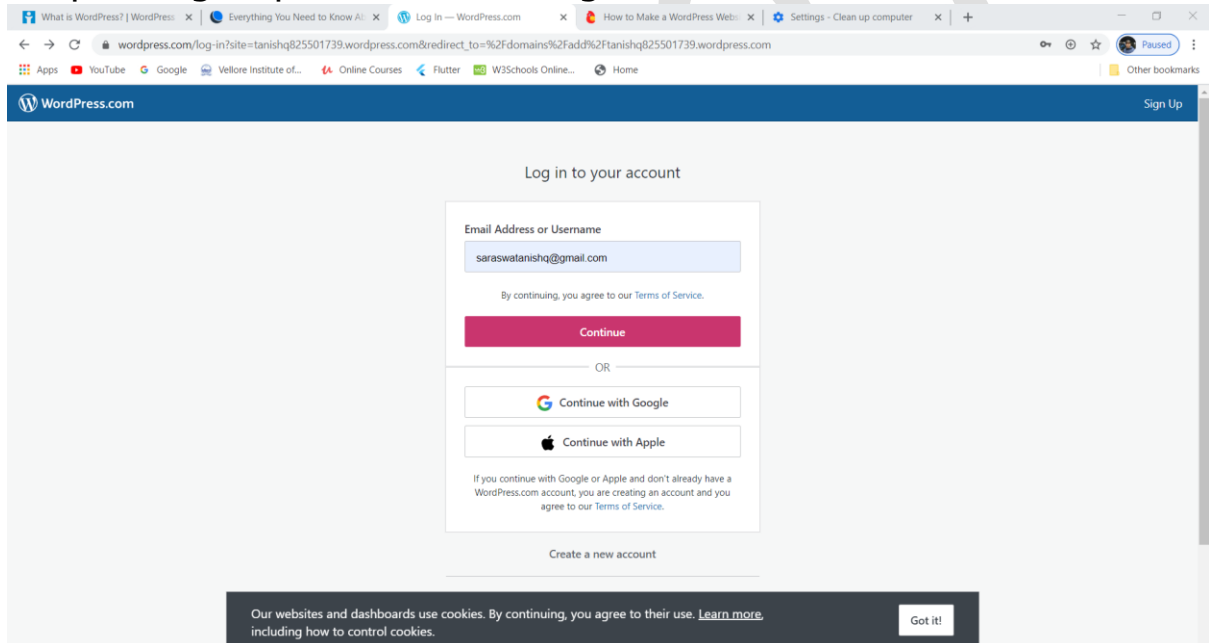 What is WordPress? | WordPress
Everything You Need to Know Al
Log In — WordPress.com
How to Make a WordPress Webs
Settings - Clean up computer
wordpress.com/log-in?site=tanishq825501739.wordpress.com&redirect_to=%2Fdomains%2Fadd%2Ftanishq825501739.wordpress.com
Paused
Apps YouTube Google Vellore Institute of... Online Courses Flutter W3Schools Online... Home Other bookmarks
WordPress.com Sign Up
Log in to your account
Email Address or Username
saraswatanishq@gmail.com
By continuing, you agree to our Terms of Service.
Continue
OR
Continue with Google
Continue with Apple
If you continue with Google or Apple and don't already have a
WordPress.com account, you are creating an account and you
agree to our Terms of Service.
Create a new account
Our websites and dashboards use cookies. By continuing, you agree to their use. Learn more,
including how to control cookies.
Got it!